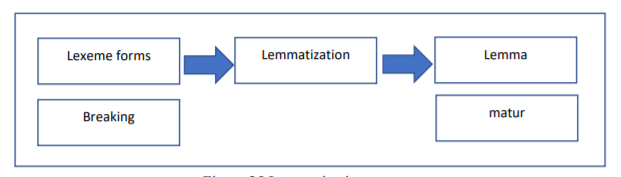 Lexeme forms
Lemmatization
Lemma
Breaking
matur